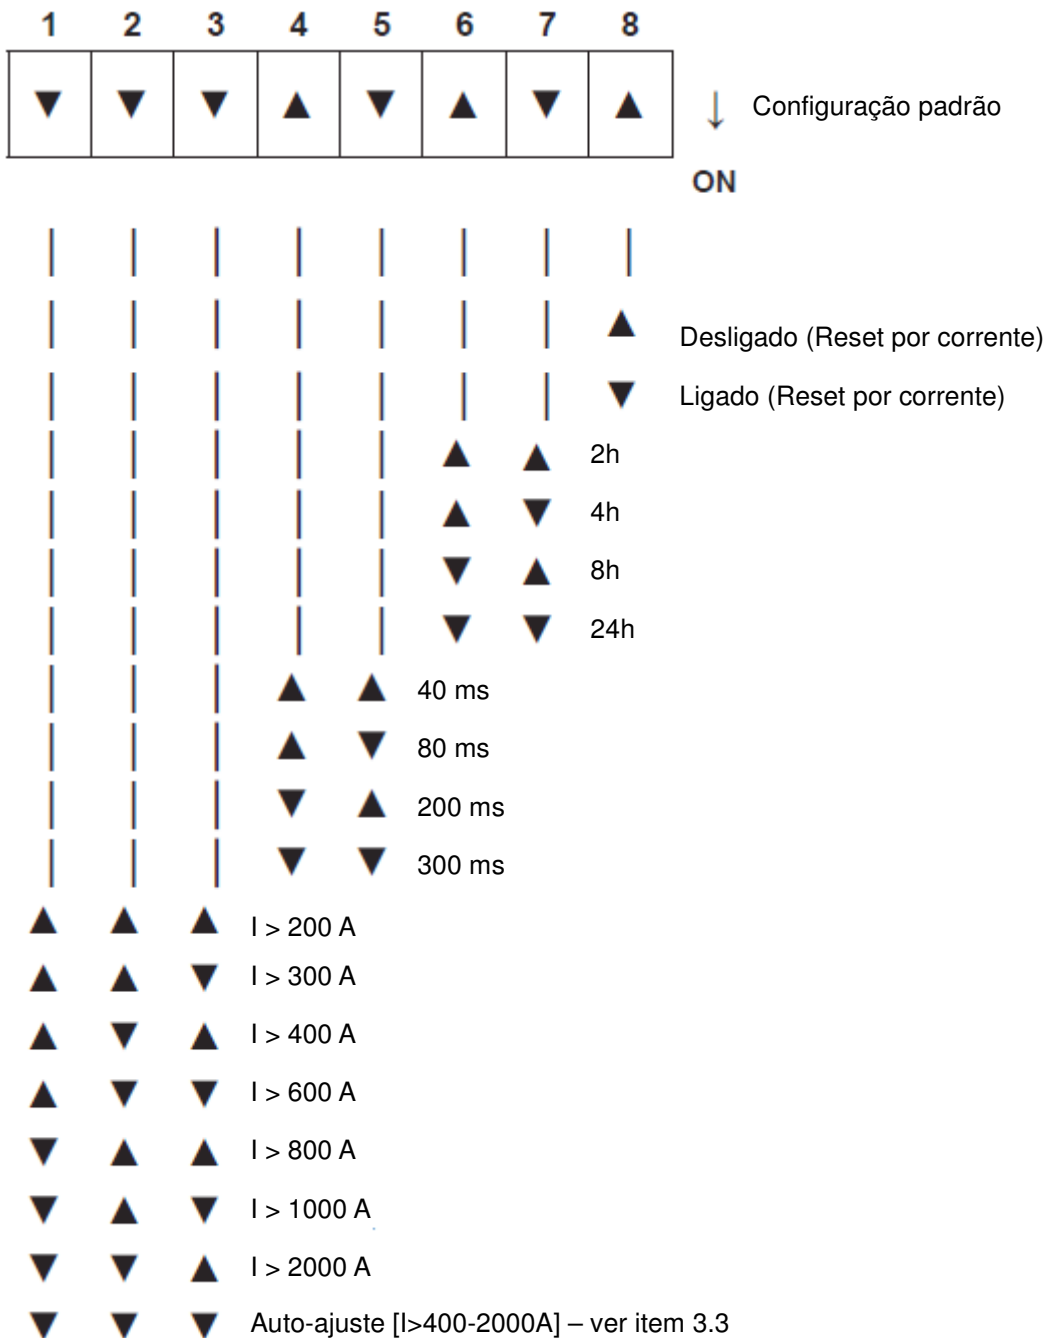 1 2 3 4 5 6 7 8
▼ ▼ ▼ ▲ ▼ ▲ ▼ ▲ ↓ Configuração padrão
ON
▲ Desligado (Reset por corrente)
▼ Ligado (Reset por corrente)
▲ ▲ 2h
▲ ▼ 4h
▼ ▲ 8h
▼ ▼ 24h
▲ ▲ 40 ms
▲ ▼ 80 ms
▼ ▲ 200 ms
▼ ▼ 300 ms
▲ ▲ ▲ I > 200 A
▲ ▲ ▼ I > 300 A
▲ ▼ ▲ I > 400 A
▲ ▼ ▼ I > 600 A
▼ ▲ ▲ I > 800 A
▼ ▲ ▼ I > 1000 A
▼ ▼ ▲ I > 2000 A
▼ ▼ ▼ Auto-ajuste [I>400-2000A] – ver item 3.3